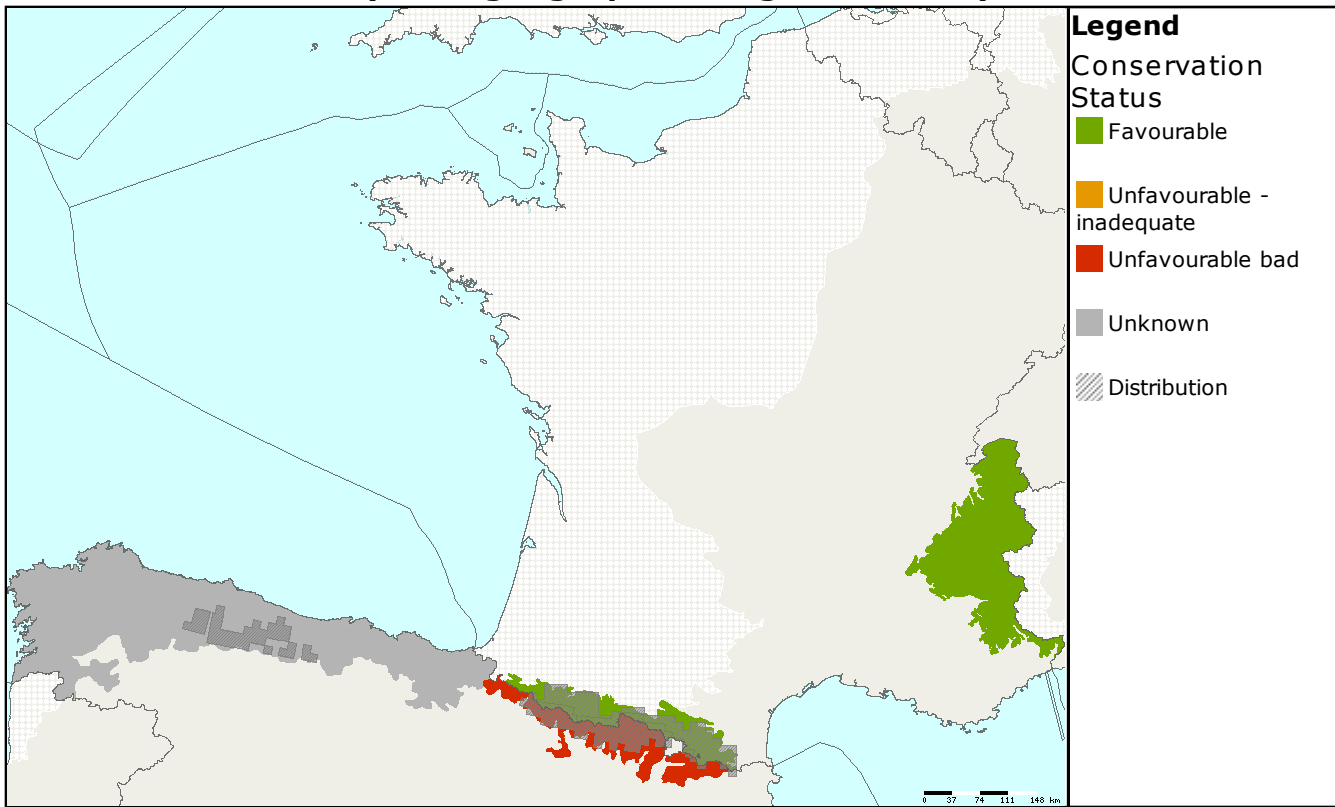 Legend
Conservation
Status
Favourable
Unfavourable -
inadequate
Unfavourable bad
Unknown
Distribution
0 37 74 111 148 km